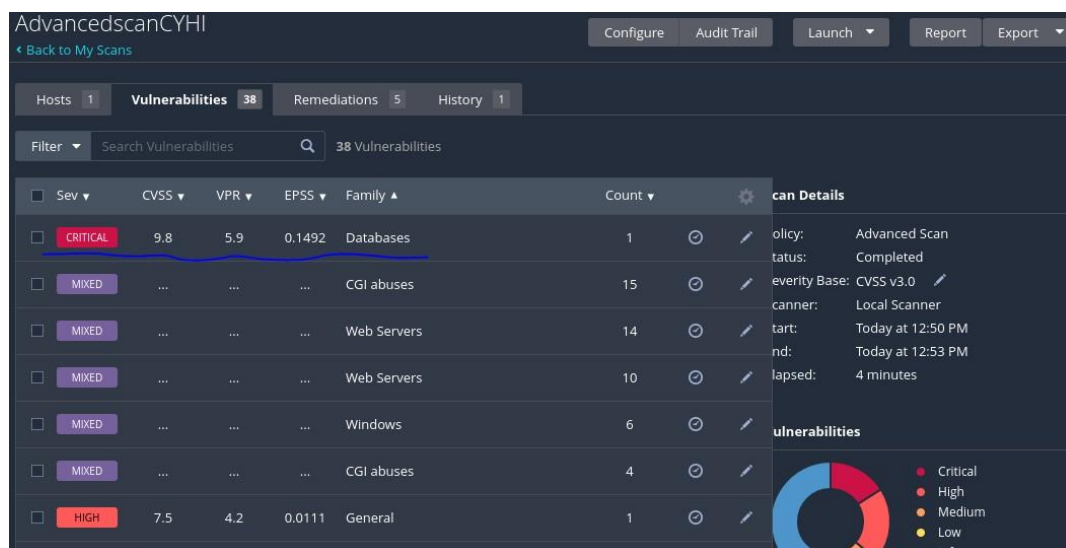 AdvancedscanCYHI
Configure Audit Trail Launch Report Export
Back to My Scans
Hosts 1 Vulnerabilities 38 Remediations 5 History 1
Filter Search Vulnerabilities 38 Vulnerabilities
Sev CVSS VPR EPSS Family Count can Details
CRITICAL 9.8 5.9 0.1492 Databases 1
olicy: Advanced Scan
tatus: Completed
MIXED ... ... ... CGI abuses 15
everity Base: CVSS v3.0
canner: Local Scanner
MIXED ... ... ... Web Servers 14
tart: Today at 12:50 PM
nd: Today at 12:53 PM
MIXED ... ... ... Web Servers 10
lapsed: 4 minutes
MIXED ... ... ... Windows 6
ulnerabilities
MIXED ... ... ... CGI abuses 4
Critical
High
HIGH 7.5 4.2 0.0111 General 1
Medium
Low